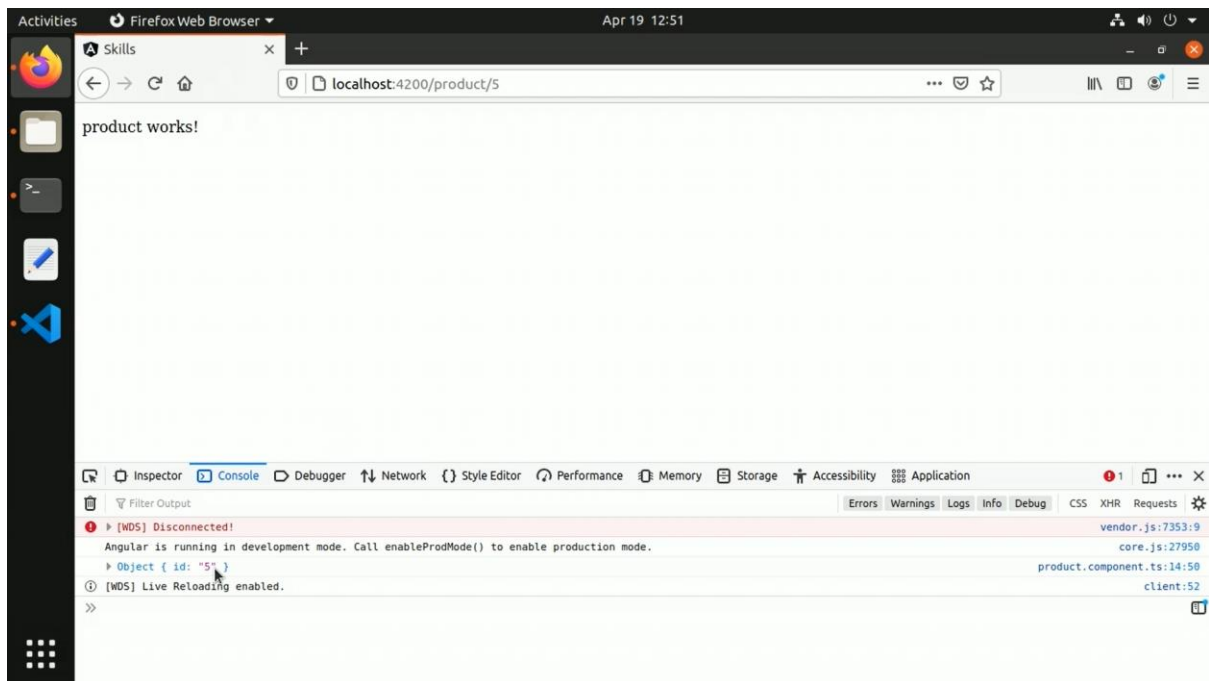 Activities Firefox Web Browser Apr 19 12:51
Skills
localhost:4200/product/5
product works!
Inspector Console Debugger Network {} Style Editor Performance Memory Storage Accessibility Application 1
Filter Output Errors Warnings Logs Info Debug CSS XHR Requests
[WDS] Disconnected! vendor.js:7353:9
Angular is running in development mode. Call enableProdMode() to enable production mode. core.js:27950
Object { id: "5" } product.component.ts:14:50
[WDS] Live Reloading enabled. client:52